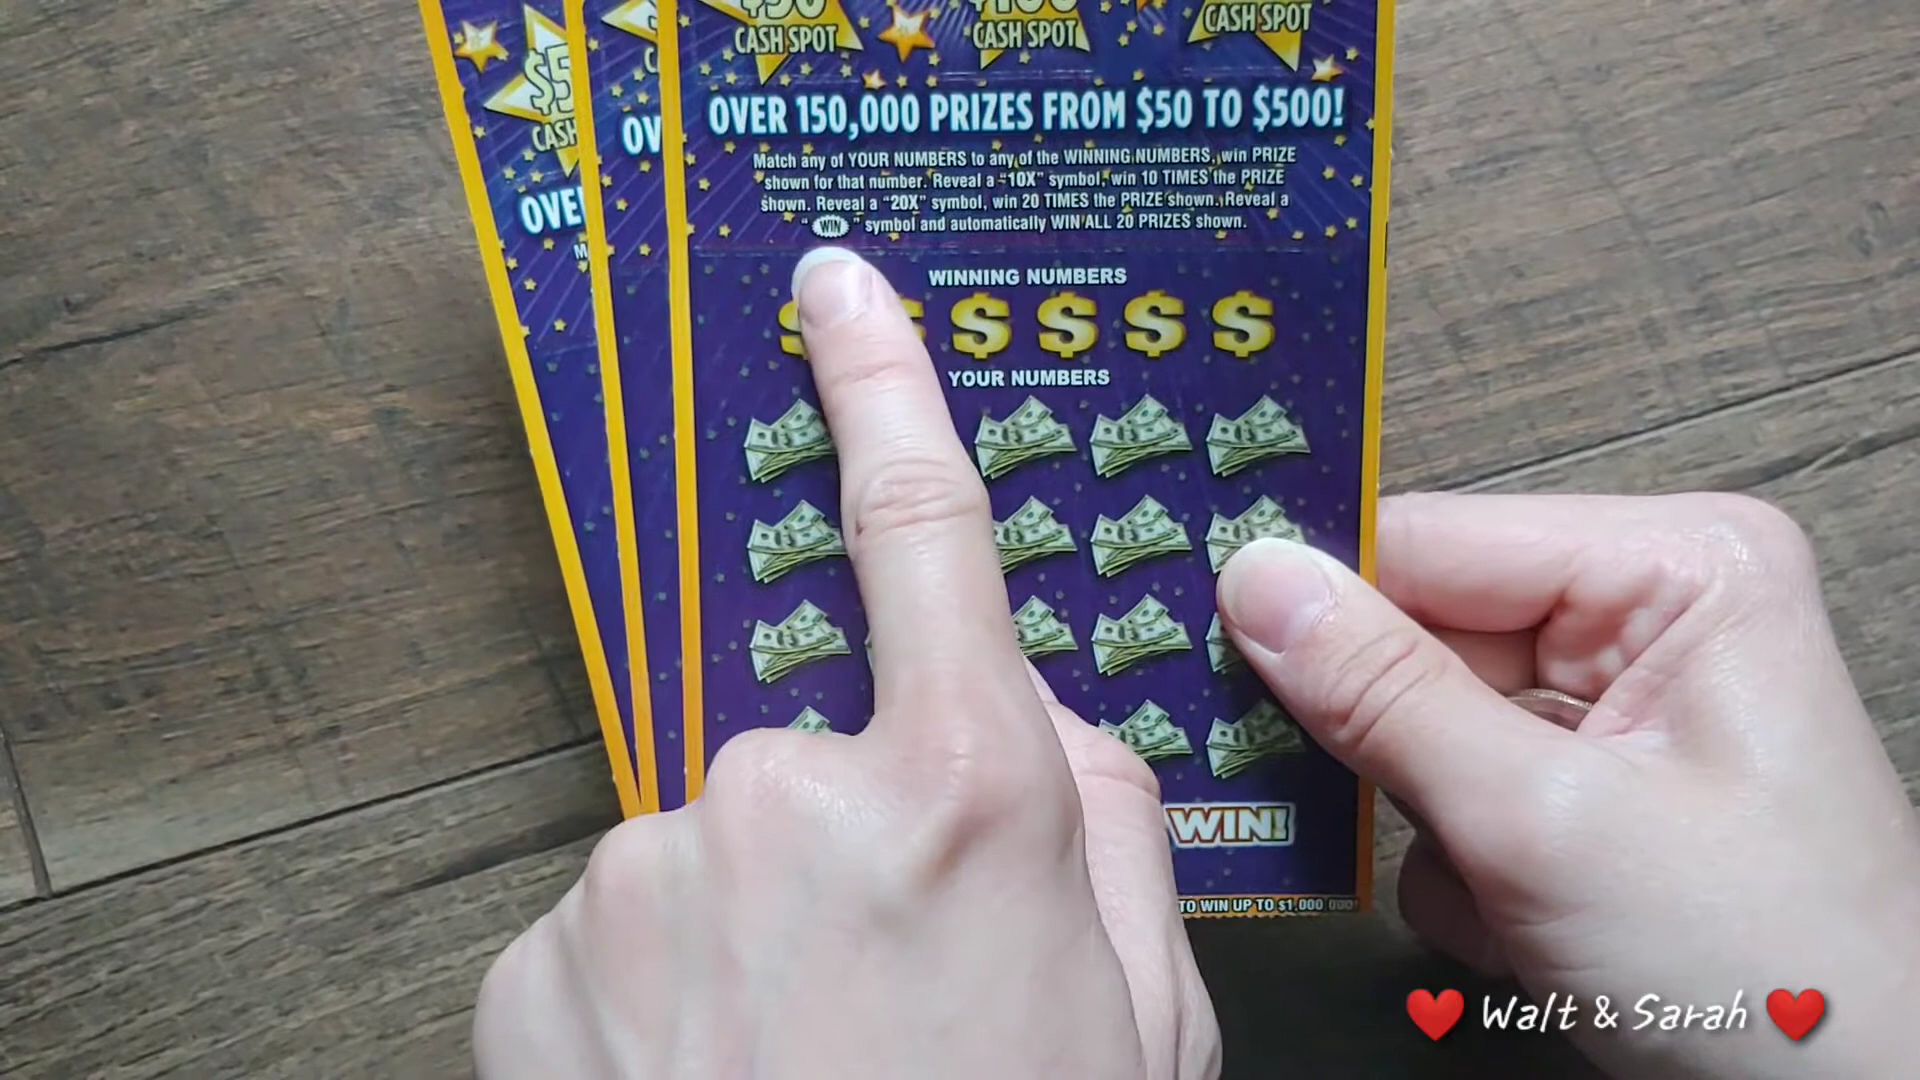 $50 $100
CASH SPOT CASH SPOT CASH SPOT
$5
CASH
OVER 150,000 PRIZES FROM $50 TO $500!
OV
OVE
Match any of YOUR NUMBERS to any of the WINNING NUMBERS, win PRIZE
shown for that number. Reveal a "10X" symbol, win 10 TIMES the PRIZE
shown. Reveal a "20X" symbol, win 20 TIMES the PRIZE shown. Reveal a
" WIN " symbol and automatically WIN ALL 20 PRIZES shown.
M
WINNING NUMBERS
$ $ $ $ $ $
YOUR NUMBERS
WIN!
TO WIN UP TO $1,000,000!
❤️ Walt & Sarah ❤️